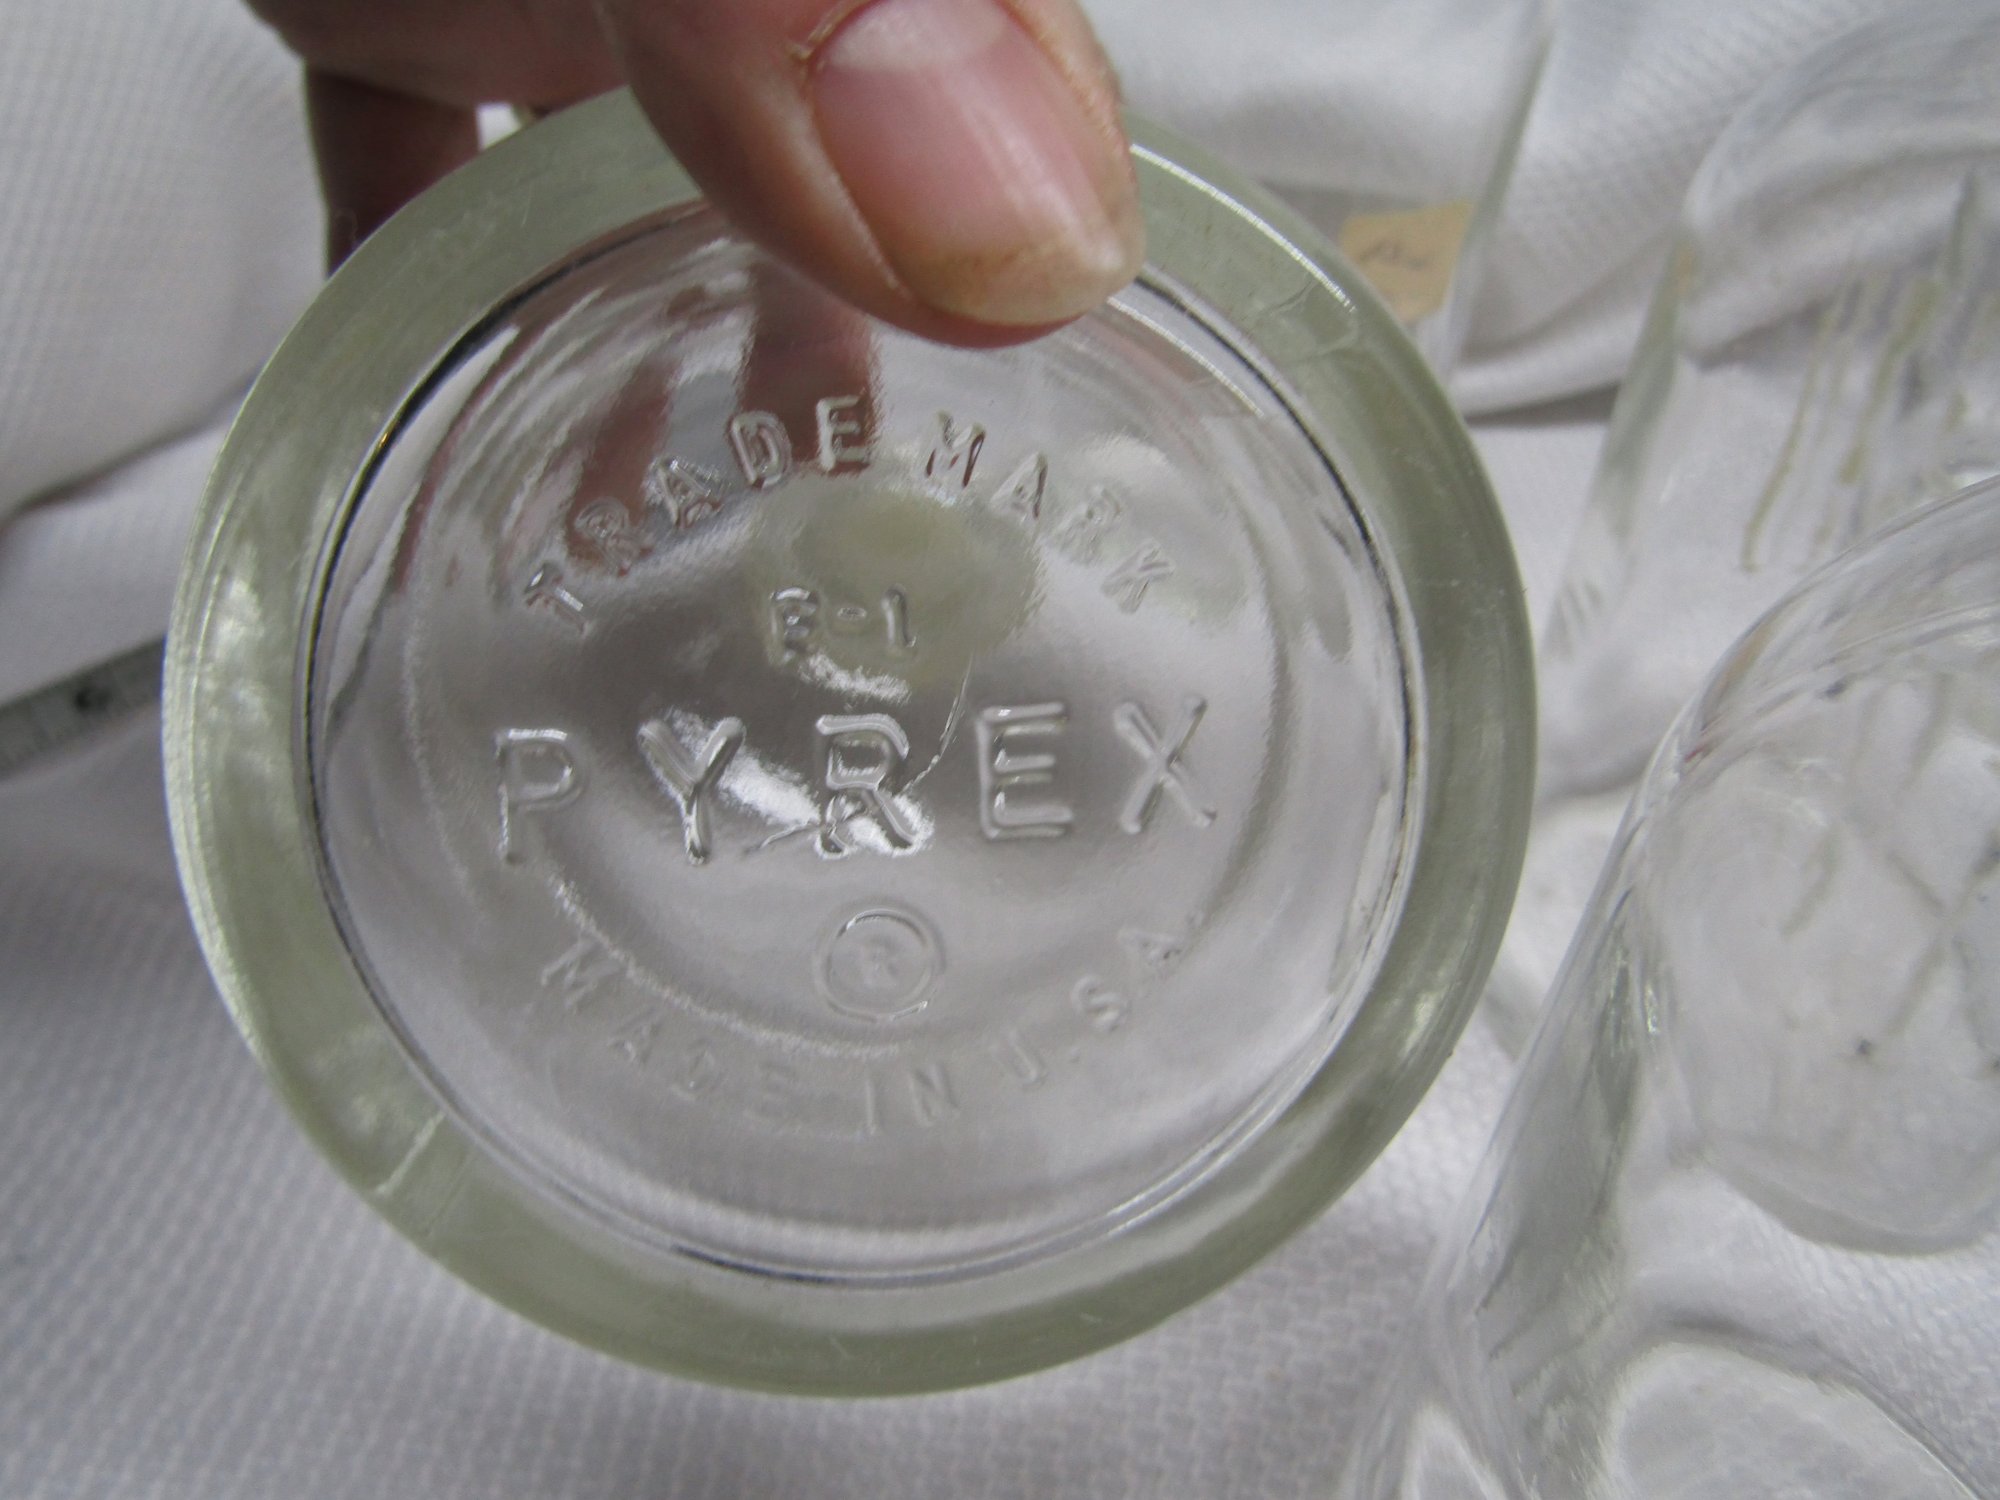 TRADE MARK
E-1
PYREX
®
MADE IN U.S.A.